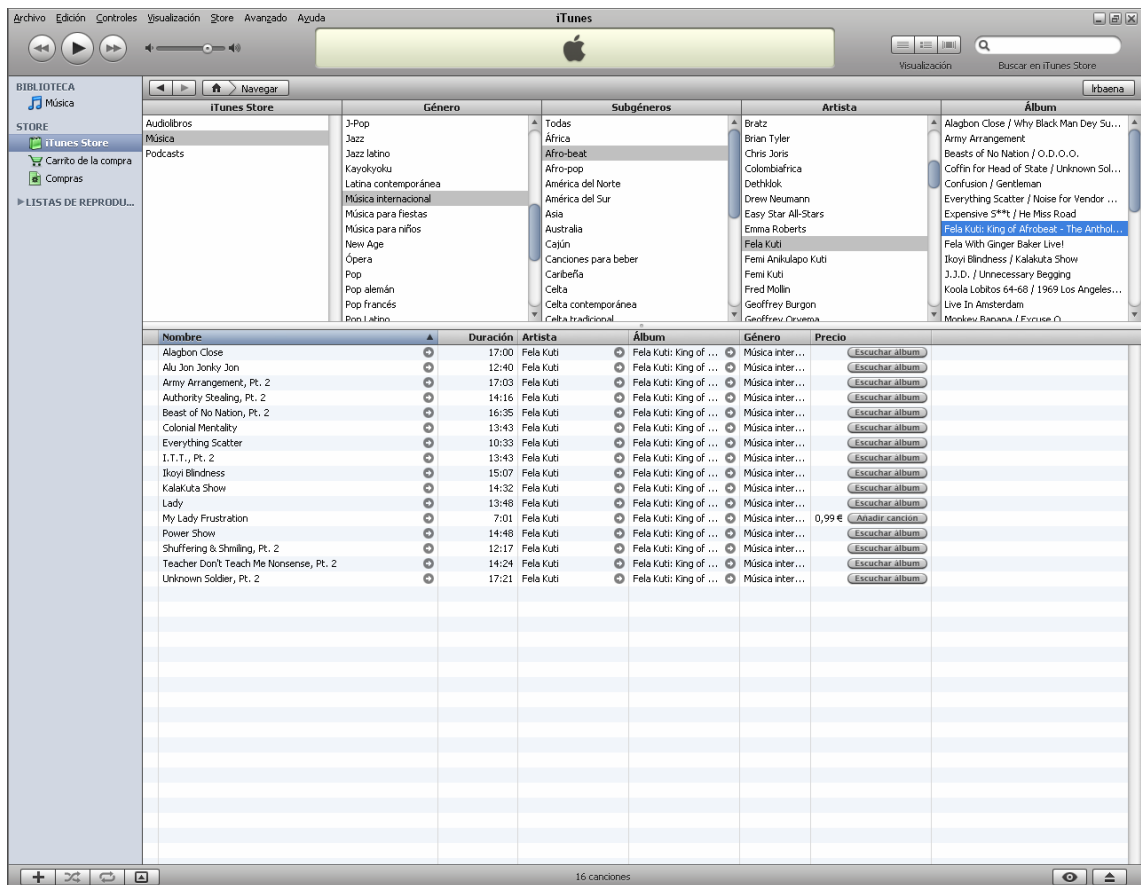 Archivo Edición Controles Visualización Store Avanzado Ayuda
iTunes
Visualización
Buscar en iTunes Store
BIBLIOTECA
Música
STORE
iTunes Store
Carrito de la compra
Compras
LISTAS DE REPRODU...
Navegar
lrbaena
iTunes Store
Audiolibros
Música
Podcasts
Género
J-Pop
Jazz
Jazz latino
Kayokyoku
Latina contemporánea
Música internacional
Música para fiestas
Música para niños
New Age
Ópera
Pop
Pop alemán
Pop francés
Pop Latino
Subgéneros
Todas
África
Afro-beat
Afro-pop
América del Norte
América del Sur
Asia
Australia
Cajún
Canciones para beber
Caribeña
Celta
Celta contemporánea
Celta tradicional
Artista
Bratz
Brian Tyler
Chris Joris
Colombiafrica
Dethklok
Drew Neumann
Easy Star All-Stars
Emma Roberts
Fela Kuti
Femi Anikulapo Kuti
Femi Kuti
Fred Mollin
Geoffrey Burgon
Geoffrey Oryema
Álbum
Alagbon Close / Why Black Man Dey Su...
Army Arrangement
Beasts of No Nation / O.D.O.O.
Coffin for Head of State / Unknown Sol...
Confusion / Gentleman
Everything Scatter / Noise for Vendor ...
Expensive S**t / He Miss Road
Fela Kuti: King of Afrobeat - The Anthol...
Fela With Ginger Baker Live!
Ikoyi Blindness / Kalakuta Show
J.J.D. / Unnecessary Begging
Koola Lobitos 64-68 / 1969 Los Angeles...
Live In Amsterdam
Monkey Banana / Excuse O
Nombre Duración Artista Álbum Género Precio
Alagbon Close 17:00 Fela Kuti Fela Kuti: King of ... Música inter... Escuchar álbum
Alu Jon Jonky Jon 12:40 Fela Kuti Fela Kuti: King of ... Música inter... Escuchar álbum
Army Arrangement, Pt. 2 17:03 Fela Kuti Fela Kuti: King of ... Música inter... Escuchar álbum
Authority Stealing, Pt. 2 14:16 Fela Kuti Fela Kuti: King of ... Música inter... Escuchar álbum
Beast of No Nation, Pt. 2 16:35 Fela Kuti Fela Kuti: King of ... Música inter... Escuchar álbum
Colonial Mentality 13:43 Fela Kuti Fela Kuti: King of ... Música inter... Escuchar álbum
Everything Scatter 10:33 Fela Kuti Fela Kuti: King of ... Música inter... Escuchar álbum
I.T.T., Pt. 2 13:43 Fela Kuti Fela Kuti: King of ... Música inter... Escuchar álbum
Ikoyi Blindness 15:07 Fela Kuti Fela Kuti: King of ... Música inter... Escuchar álbum
KalaKuta Show 14:32 Fela Kuti Fela Kuti: King of ... Música inter... Escuchar álbum
Lady 13:48 Fela Kuti Fela Kuti: King of ... Música inter... Escuchar álbum
My Lady Frustration 7:01 Fela Kuti Fela Kuti: King of ... Música inter... 0,99 € Añadir canción
Power Show 14:48 Fela Kuti Fela Kuti: King of ... Música inter... Escuchar álbum
Shuffering & Shmiling, Pt. 2 12:17 Fela Kuti Fela Kuti: King of ... Música inter... Escuchar álbum
Teacher Don't Teach Me Nonsense, Pt. 2 14:24 Fela Kuti Fela Kuti: King of ... Música inter... Escuchar álbum
Unknown Soldier, Pt. 2 17:21 Fela Kuti Fela Kuti: King of ... Música inter... Escuchar álbum
16 canciones